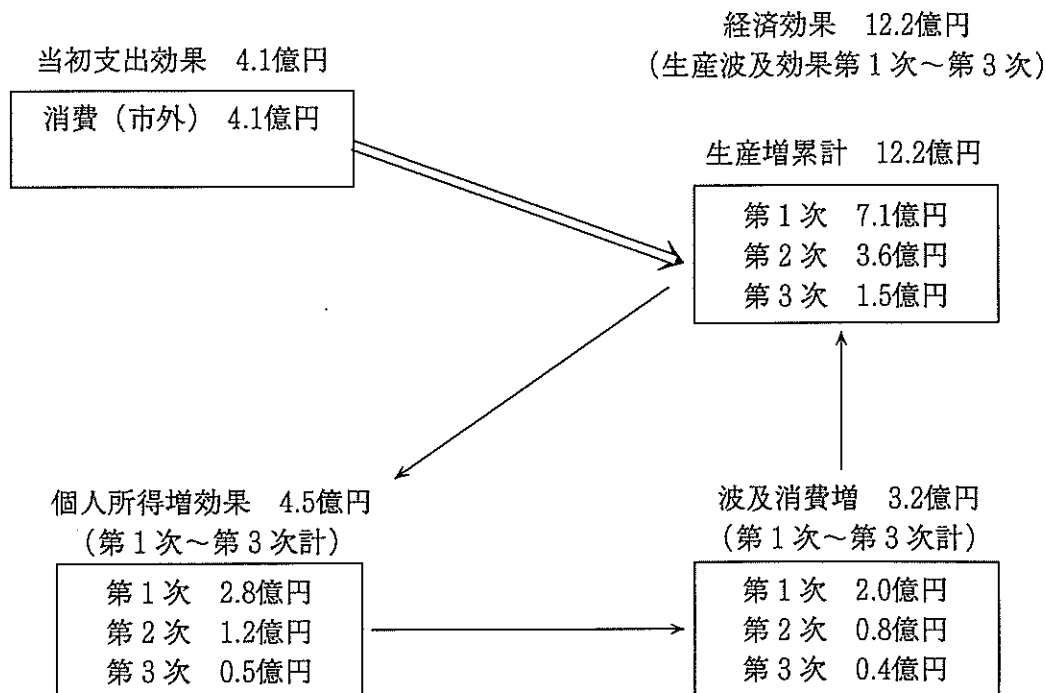 当初支出効果 4.1億円
消費(市外) 4.1億円
経済効果 12.2億円
(生産波及効果第1次～第3次)
生産増累計 12.2億円
第1次 7.1億円
第2次 3.6億円
第3次 1.5億円
個人所得増効果 4.5億円
(第1次～第3次計)
第1次 2.8億円
第2次 1.2億円
第3次 0.5億円
波及消費増 3.2億円
(第1次～第3次計)
第1次 2.0億円
第2次 0.8億円
第3次 0.4億円